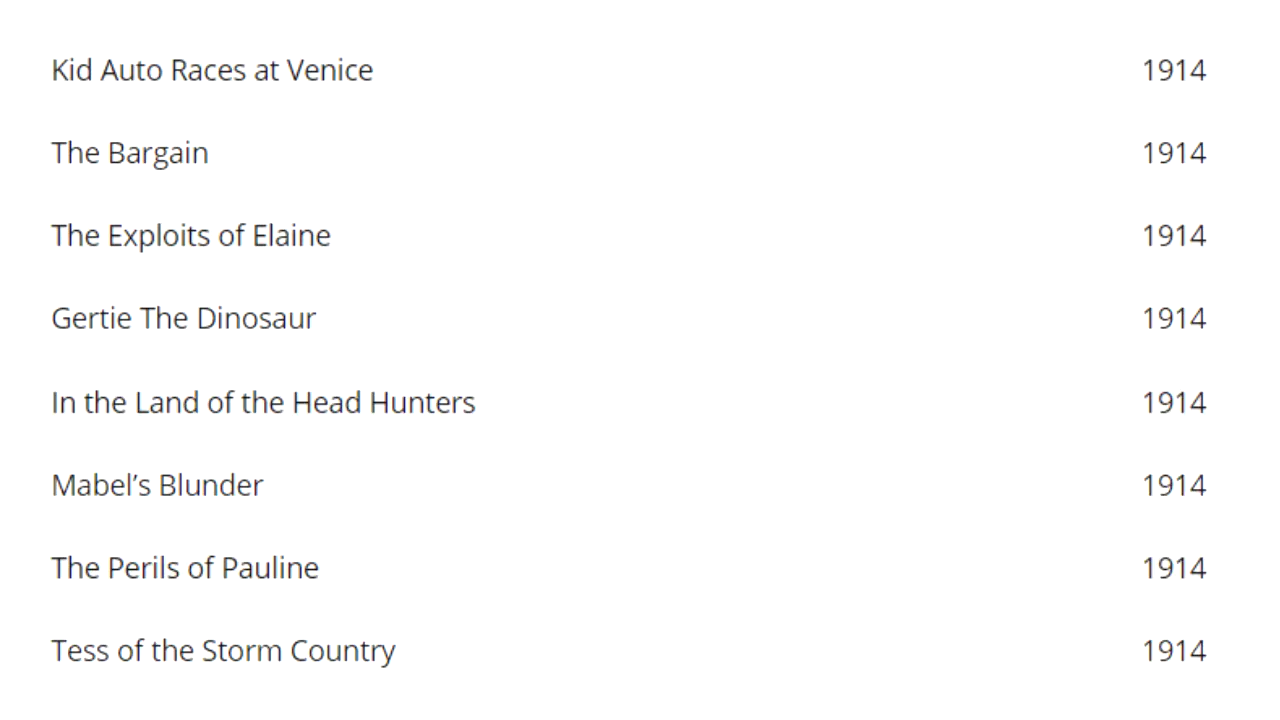 Kid Auto Races at Venice 1914
The Bargain 1914
The Exploits of Elaine 1914
Gertie The Dinosaur 1914
In the Land of the Head Hunters 1914
Mabel’s Blunder 1914
The Perils of Pauline 1914
Tess of the Storm Country 1914